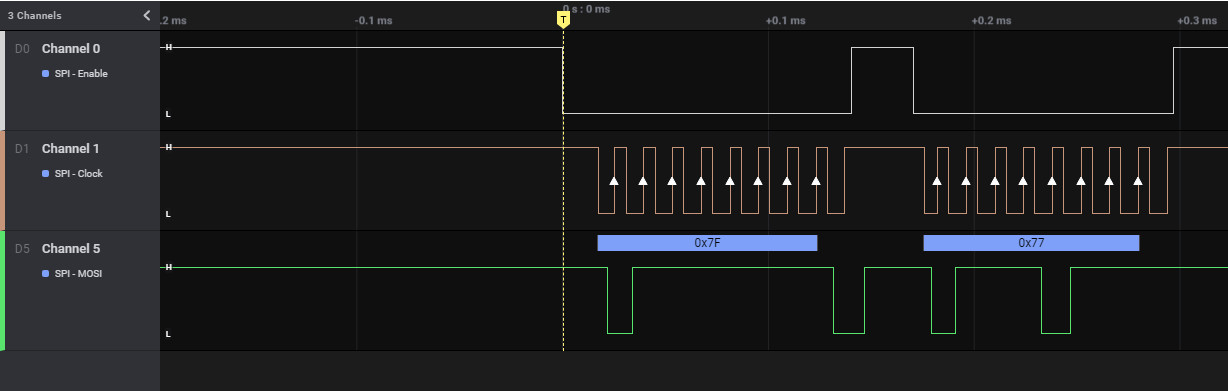 3 Channels
.2 ms
-0.1 ms
0 s : 0 ms
+0.1 ms
+0.2 ms
+0.3 ms
T
D0 Channel 0
SPI - Enable
H
L
D1 Channel 1
SPI - Clock
H
L
D5 Channel 5
SPI - MOSI
0x7F
0x77
H
L